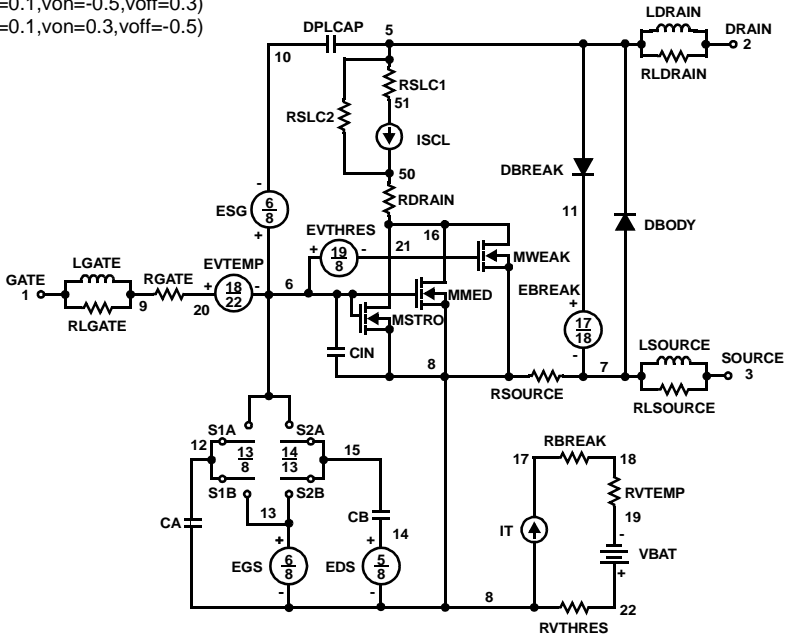 =0.1,von=-0.5,voff=0.3)
=0.1,von=0.3,voff=-0.5)
DPLCAP
5
LDRAIN
DRAIN
2
10
RLDRAIN
RSLC1
51
RSLC2
ISCL
50
DBREAK
RDRAIN
-
ESG
6
8
+
EVTHRES
+
19
8
-
16
21
11
DBODY
MWEAK
LGATE
GATE
1
RGATE
EVTEMP
+
18
22
-
6
MMED
EBREAK
+
17
18
-
RLGATE
9
20
MSTRO
CIN
LSOURCE
SOURCE
3
8
7
RSOURCE
RLSOURCE
S1A
S2A
12
13
8
14
13
15
S1B
S2B
13
RBREAK
17
18
RVTEMP
CA
CB
14
IT
19
-
VBAT
+
+
EGS
6
8
-
+
EDS
5
8
-
8
22
RVTHRES